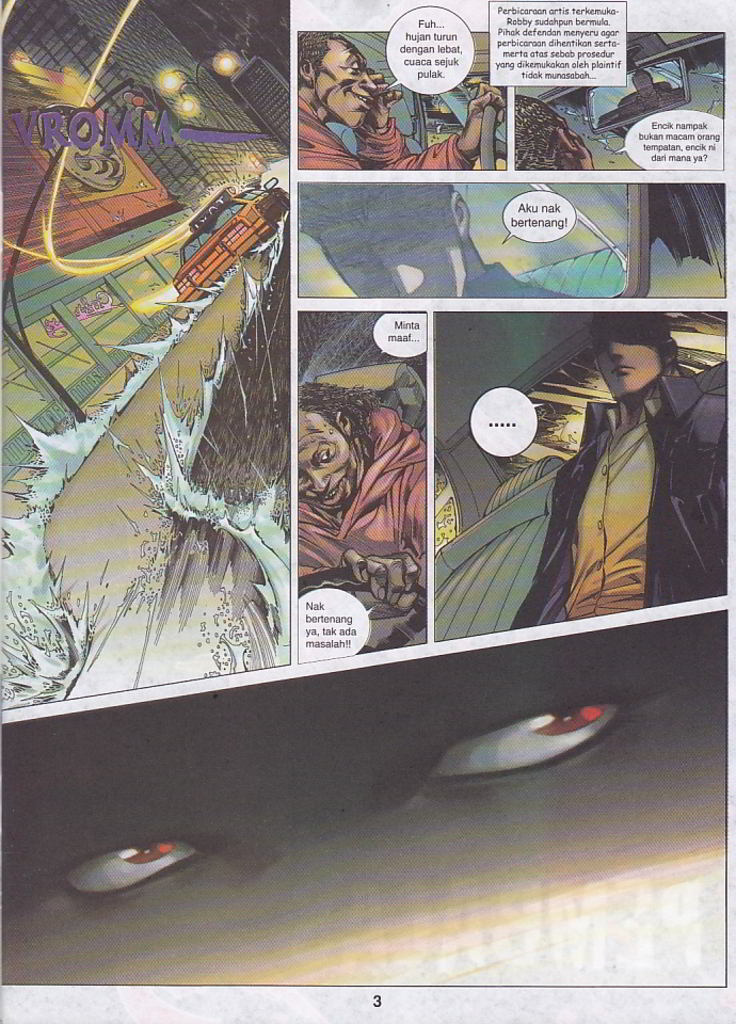 VROMM
Fuh...
hujan turun
dengan lebat,
cuaca sejuk
pulak.
Perbicaraan artis terkemuka-
Robby sudahpun bermula.
Pihak defendan menyeru agar
perbicaraan dihentikan serta-
merta atas sebab prosedur
yang dikemukakan oleh plaintif
tidak munasabah...
Encik nampak
bukan macam orang
tempatan, encik ni
dari mana ya?
Aku nak
bertenang!
Minta
maaf...
Nak
bertenang
ya, tak ada
masalah!!
.....
3